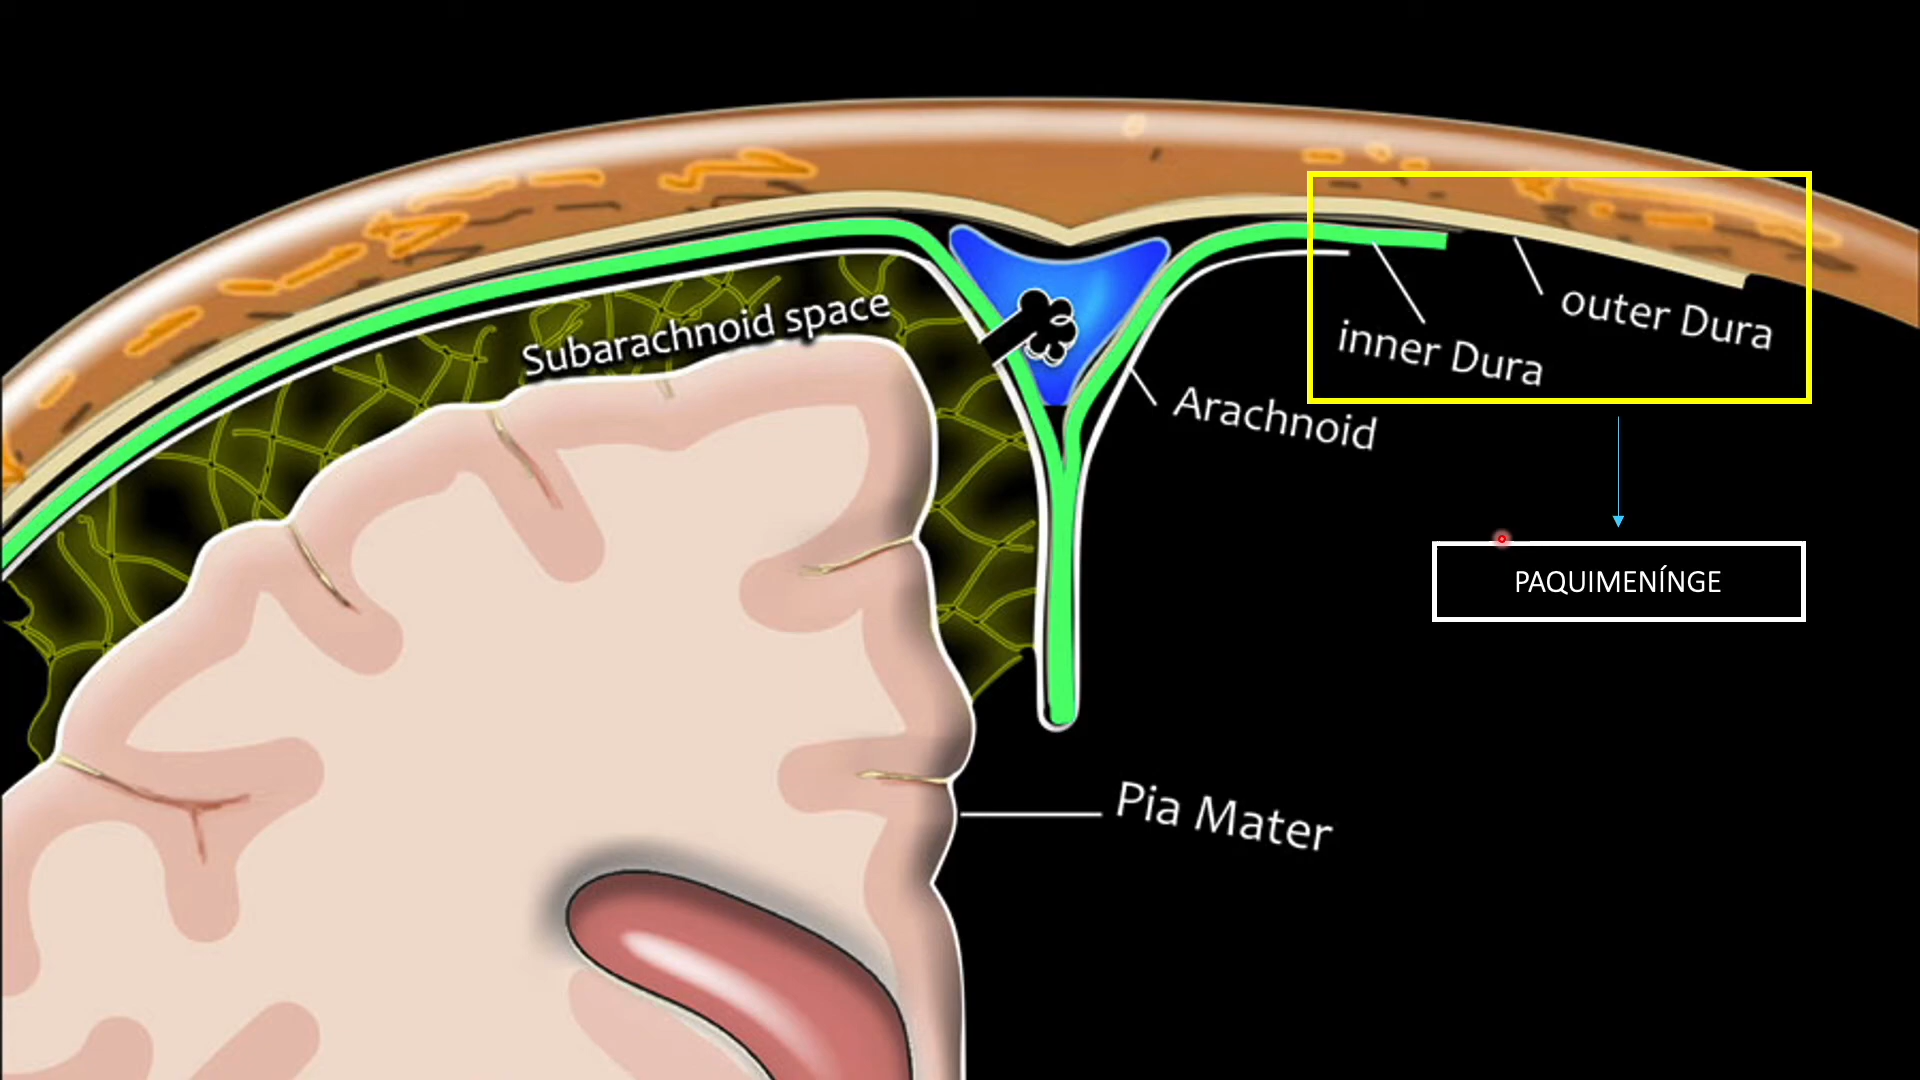 Subarachnoid space
outer Dura
inner Dura
Arachnoid
PAQUIMENÍNGE
Pia Mater